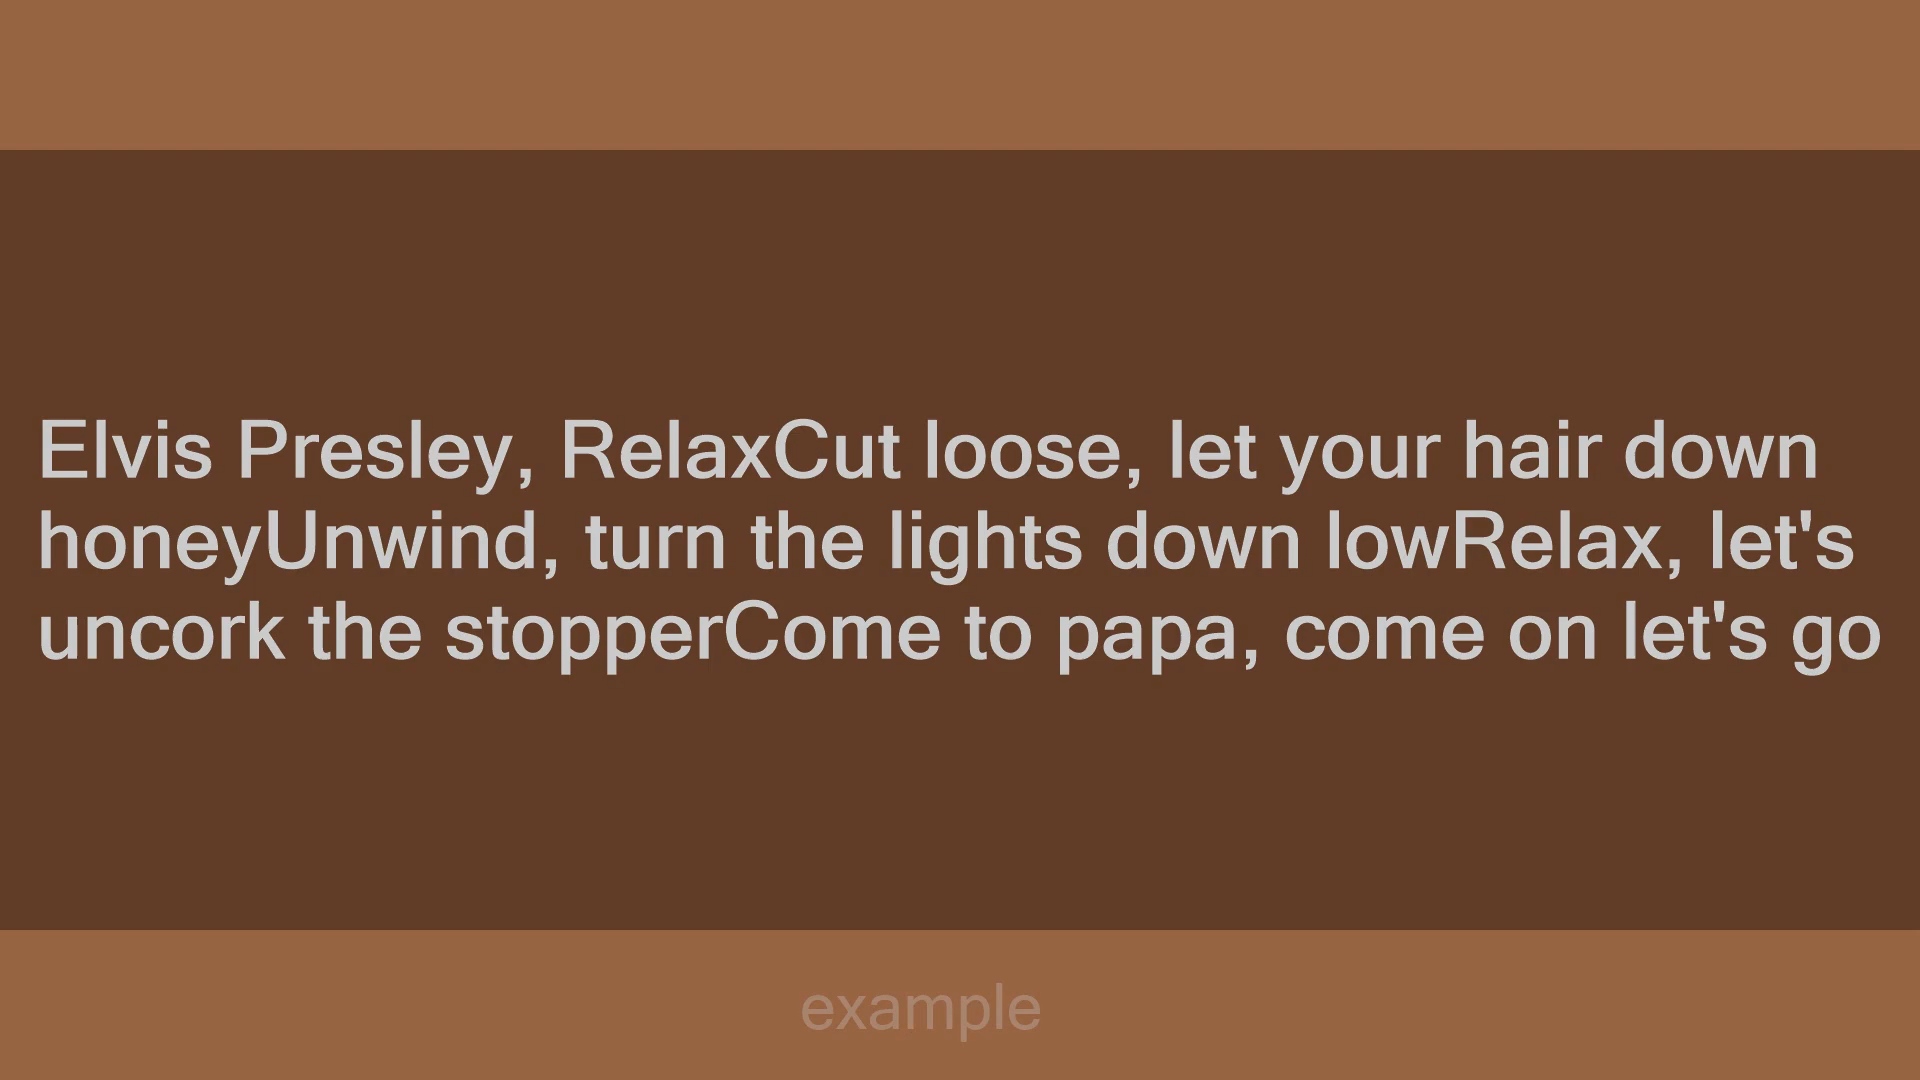 Elvis Presley, RelaxCut loose, let your hair down
honeyUnwind, turn the lights down lowRelax, let's
uncork the stopperCome to papa, come on let's go
example